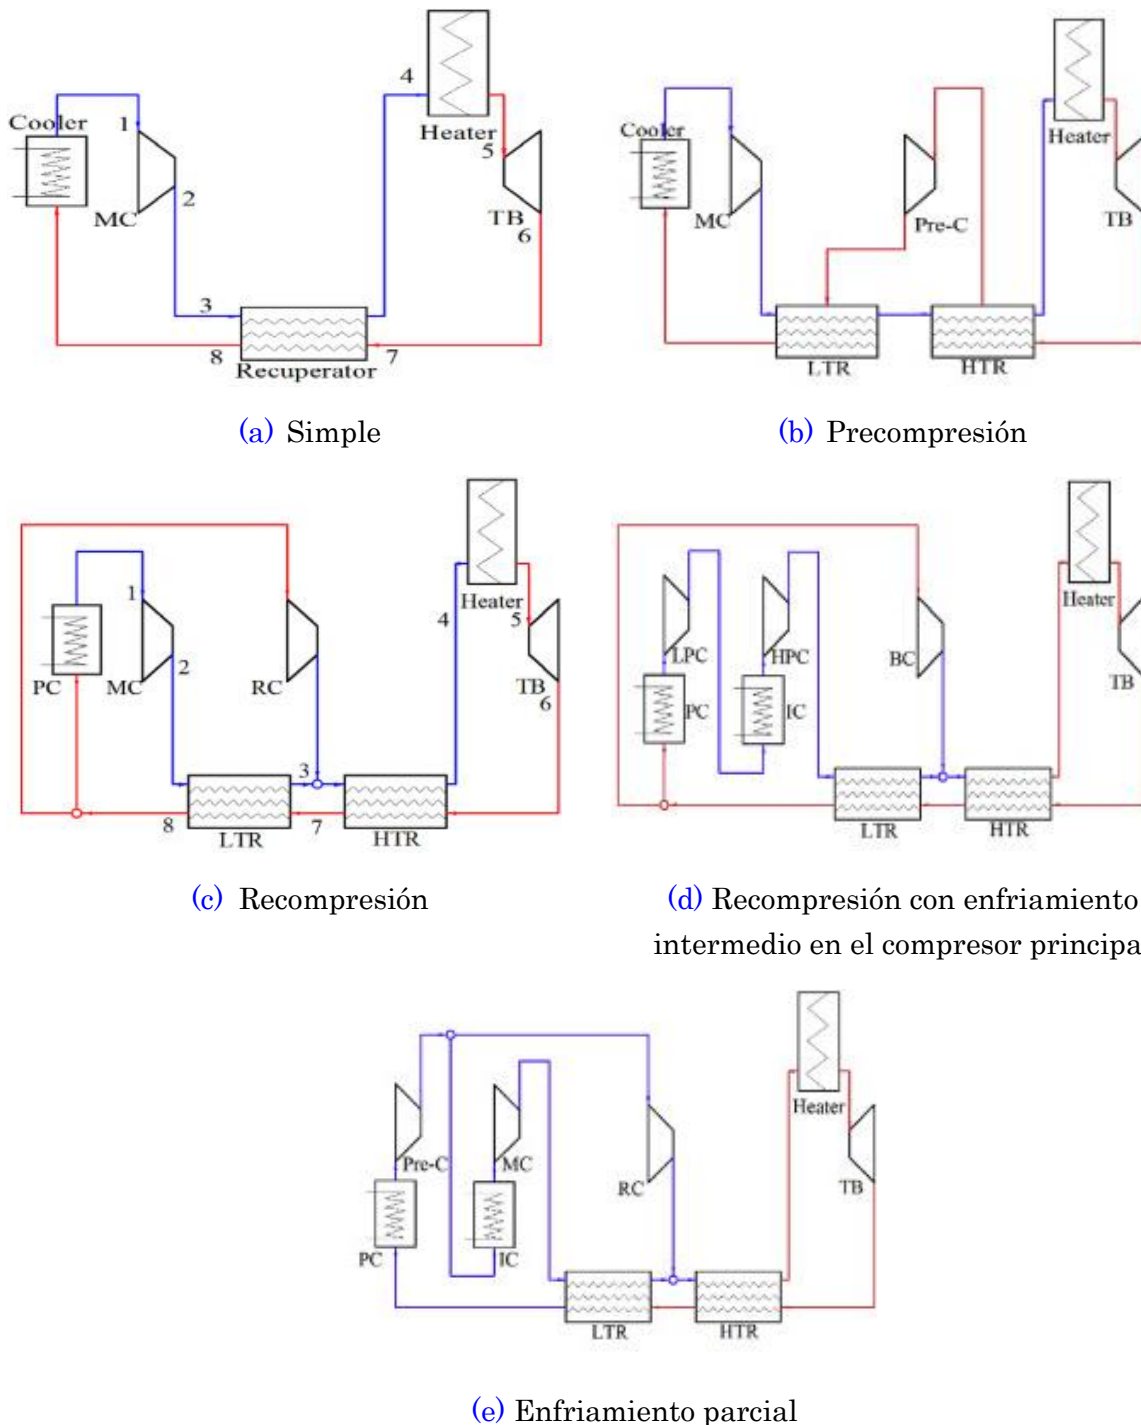 Cooler
1
MC
2
3
8
Recuperator
7
4
Heater
5
TB
6
(a) Simple
Cooler
MC
Pre-C
LTR
HTR
Heater
TB
(b) Precompresión
PC
1
MC
2
RC
3
8
LTR
7
HTR
4
Heater
5
TB
6
(c) Recompresión
LPC
HPC
PC
IC
BC
LTR
HTR
Heater
TB
(d) Recompresión con enfriamiento
intermedio en el compresor principa
Pre-C
MC
PC
IC
RC
LTR
HTR
Heater
TB
(e) Enfriamiento parcial